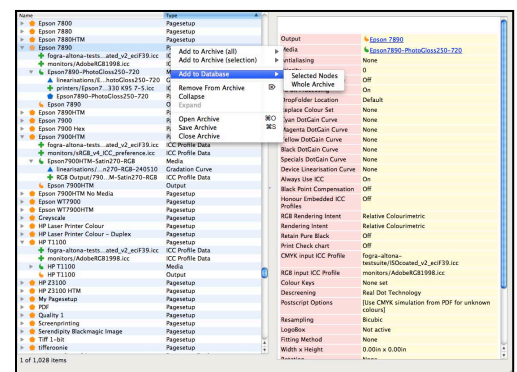 Name Type
Epson 7800 Pagesetup
Epson 7880 Pagesetup
Epson 7880HTM Pagesetup
Epson 7890
fogra-altona-tests...ated_v2_eciF39.icc
monitors/AdobeRGB1998.icc
Epson7890-PhotoGloss250-720 M
linearisations/E...hotoGloss250-720 G
printers/Epson7...330 K95 7-5.icc IC
RGB Output/790...M-Satin270-RGB
Epson 7890 O
Epson 7890HTM Pa
Epson 7900 Pa
Epson 7900 Hex Pa
Epson 7900HTM Pa
fogra-altona-tests...ated_v2_eciF39.icc ICC Profile Data
monitors/sRGB_v4_ICC_preference.icc ICC Profile Data
Epson7900HTM-Satin270-RGB Media
linearisations/...n270-RGB-240510 Gradation Curve
RGB Output/790...M-Satin270-RGB ICC Profile Data
Epson 7900HTM Output
Epson 7900HTM No Media Pagesetup
Epson WT7900 Pagesetup
Epson WT7900HTM Pagesetup
Greyscale Pagesetup
HP Laser Printer Colour Pagesetup
HP Laser Printer Colour - Duplex Pagesetup
HP T1100 Pagesetup
fogra-altona-tests...ated_v2_eciF39.icc ICC Profile Data
monitors/AdobeRGB1998.icc ICC Profile Data
HP T1100 Media
HP T1100 Output
HP Z3100 Pagesetup
HP Z3100 HTM Pagesetup
My Pagesetup Pagesetup
PDF Pagesetup
Quality 1 Pagesetup
Screenprinting Pagesetup
Serendipity Blackmagic Image Pagesetup
Tiff 1-bit Pagesetup
tifferoonie Pagesetup
1 of 1,028 items
Add to Archive (all)
Add to Archive (selection)
Add to Database
Selected Nodes
Whole Archive
Remove From Archive
Collapse
Expand
Open Archive ⌘O
Save Archive ⌘S
Close Archive
Output Epson 7890
Media Epson7890-PhotoGloss250-720
Antialiasing None
Off
On
DropFolder Location Default
Replace Colour Set None
Cyan DotGain Curve None
Magenta DotGain Curve None
Yellow DotGain Curve None
Black DotGain Curve None
Specials DotGain Curve None
Device Linearisation Curve None
Always Use ICC On
Black Point Compensation Off
Honour Embedded ICC Off
Profiles
RGB Rendering Intent Relative Colourimetric
Rendering Intent Relative Colourimetric
Retain Pure Black Off
Print Check chart Off
CMYK input ICC Profile fogra-altona-
testsuite/ISOcoated_v2_eciF39.icc
RGB input ICC Profile monitors/AdobeRGB1998.icc
Colour Keys None set
Descreening Real Dot Technology
Postscript Options [Use CMYK simulation from PDF for unknown
colours]
Resampling Bicubic
LogoBox Not active
Fitting Method None
Width x Height 0.00in x 0.00in